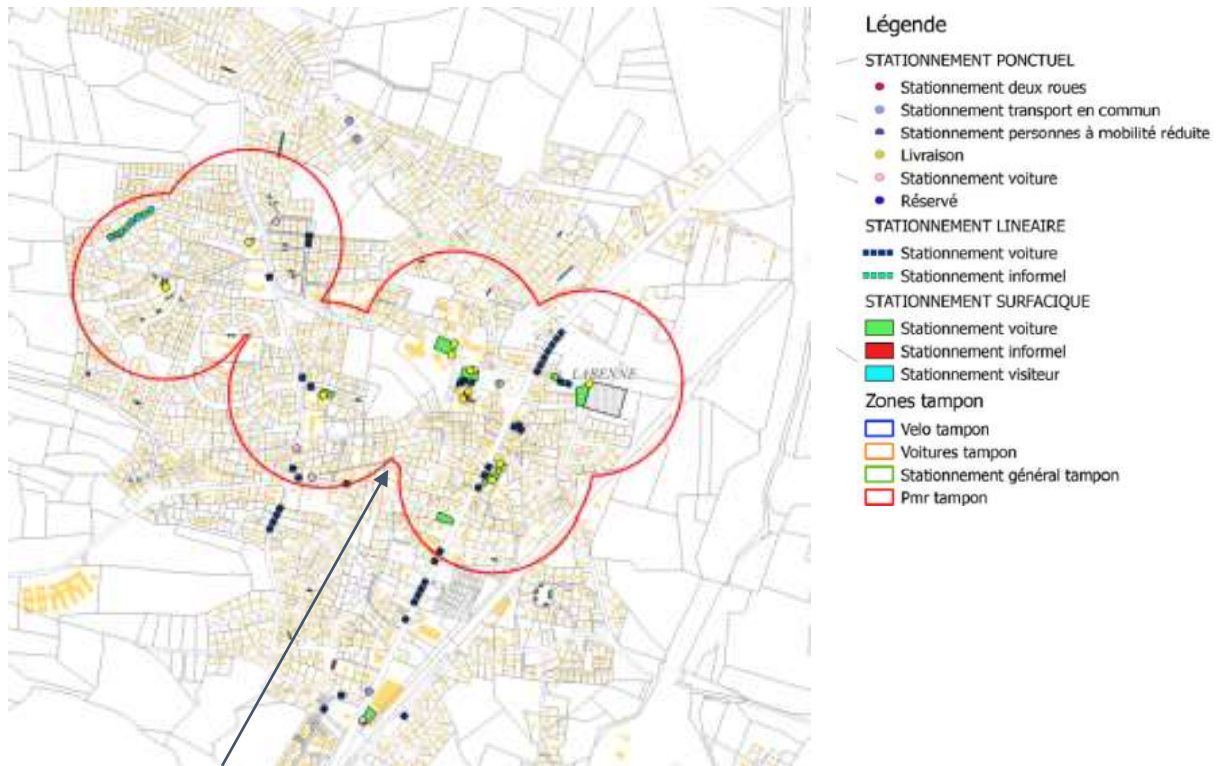 LARENNE
Légende
STATIONNEMENT PONCTUEL
Stationnement deux roues
Stationnement transport en commun
Stationnement personnes à mobilité réduite
Livraison
Stationnement voiture
Réservé
STATIONNEMENT LINEAIRE
Stationnement voiture
Stationnement informel
STATIONNEMENT SURFACIQUE
Stationnement voiture
Stationnement informel
Stationnement visiteur
Zones tampon
Velo tampon
Voitures tampon
Stationnement général tampon
Pmr tampon